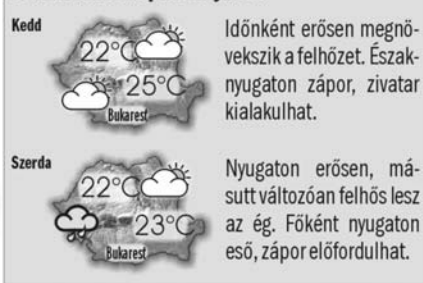 Kedd
22°C
25°C
Bukarest
Időnként erősen megnö-
vekszik a felhőzet. Észak-
nyugaton zápor, zivatar
kialakulhat.
Szerda
22°C
23°C
Bukarest
Nyugaton erősen, má-
sutt változóan felhős lesz
az ég. Főként nyugaton
eső, zápor előfordulhat.